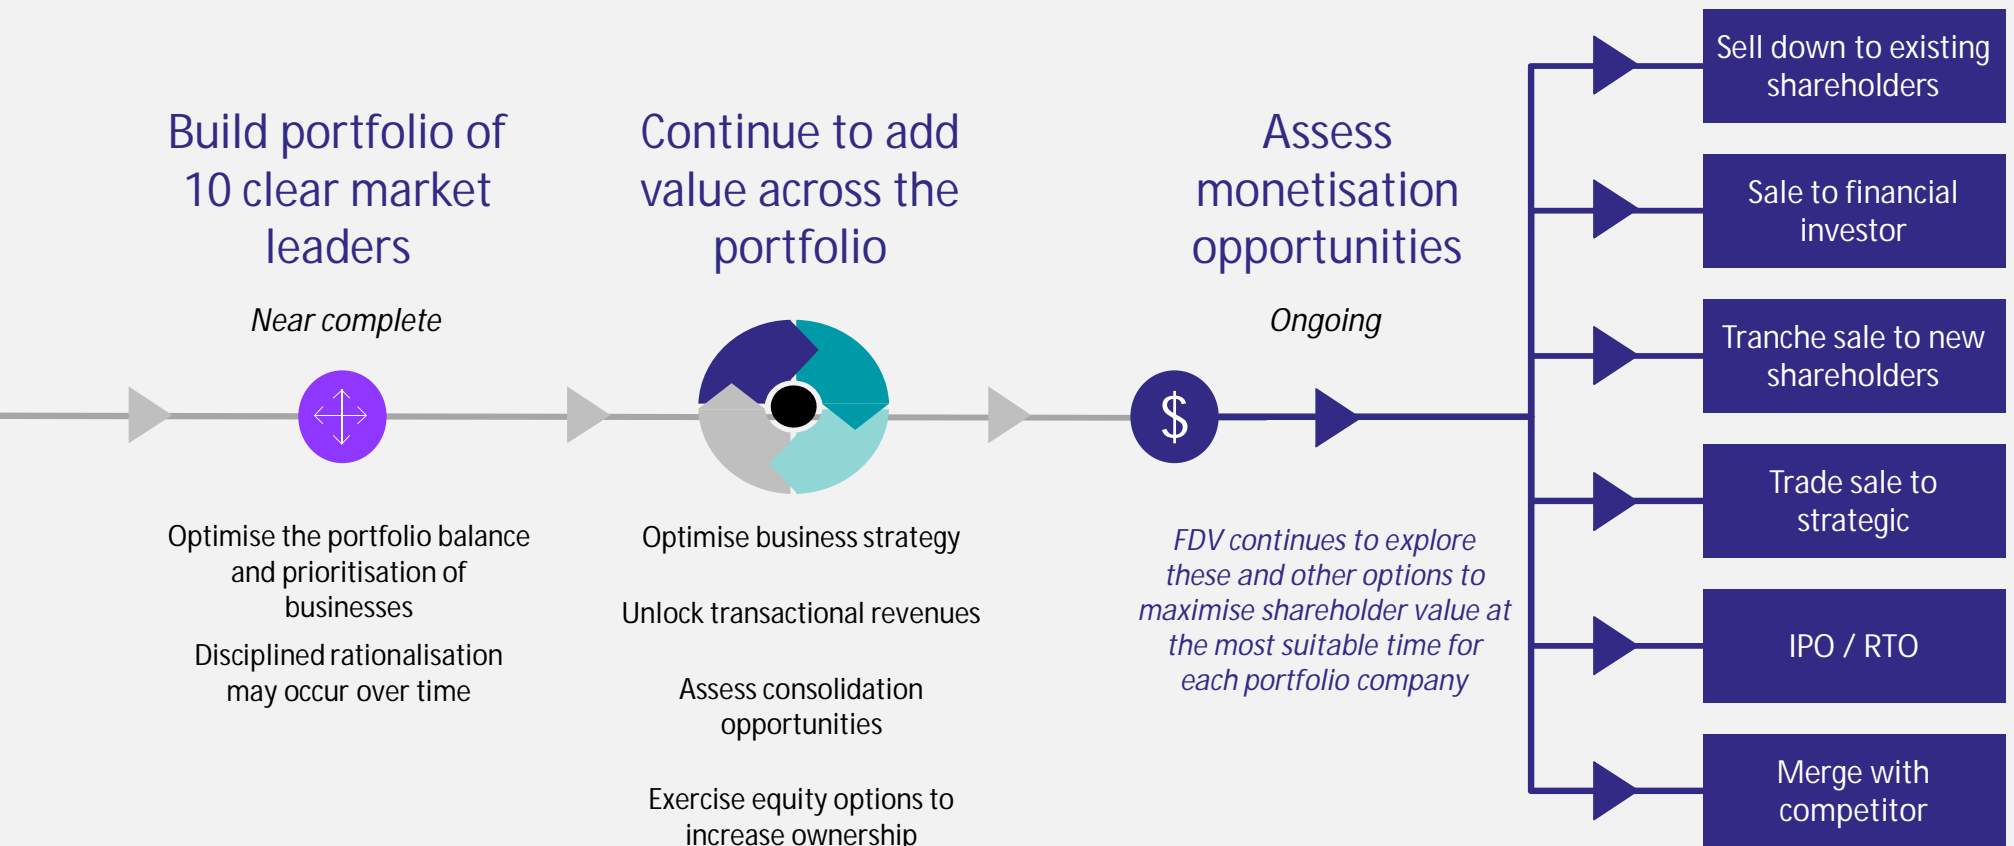 Build portfolio of
10 clear market
leaders
Near complete
Optimise the portfolio balance
and prioritisation of
businesses
Disciplined rationalisation
may occur over time
Continue to add
value across the
portfolio
Optimise business strategy
Unlock transactional revenues
Assess consolidation
opportunities
Exercise equity options to
increase ownership
Assess
monetisation
opportunities
Ongoing
$
FDV continues to explore
these and other options to
maximise shareholder value at
the most suitable time for
each portfolio company
Sell down to existing
shareholders
Sale to financial
investor
Tranche sale to new
shareholders
Trade sale to
strategic
IPO / RTO
Merge with
competitor